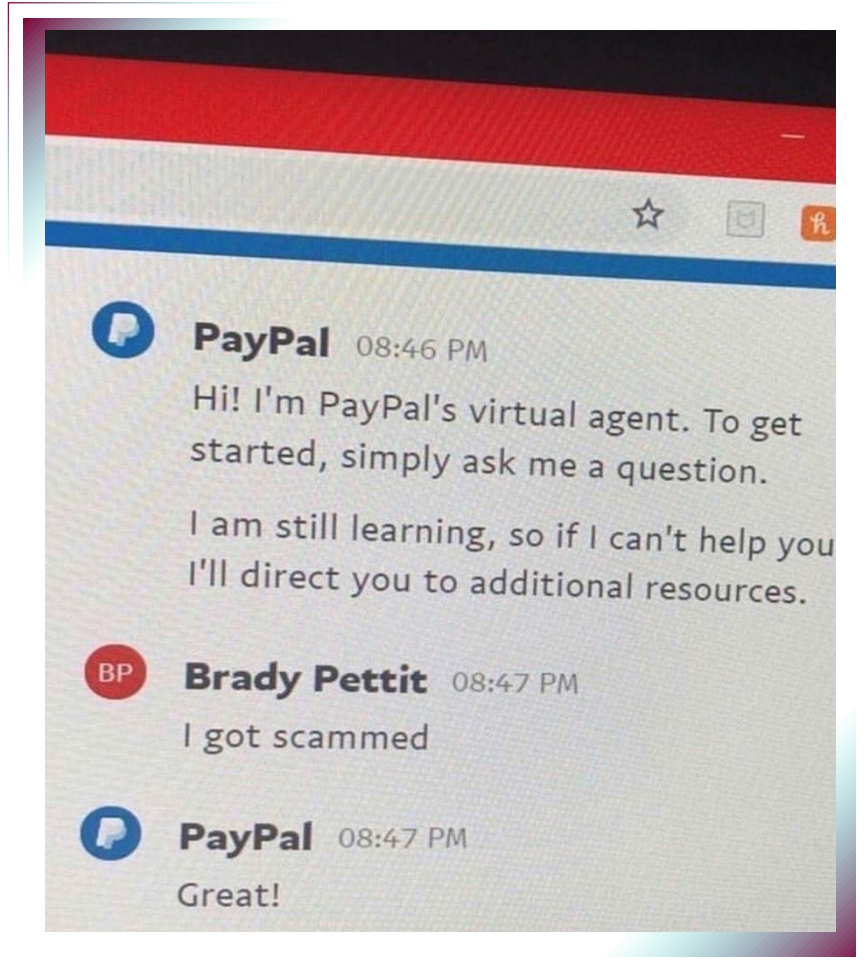 h
PayPal 08:46 PM
Hi! I'm PayPal's virtual agent. To get
started, simply ask me a question.
I am still learning, so if I can't help you
I'll direct you to additional resources.
BP Brady Pettit 08:47 PM
I got scammed
PayPal 08:47 PM
Great!